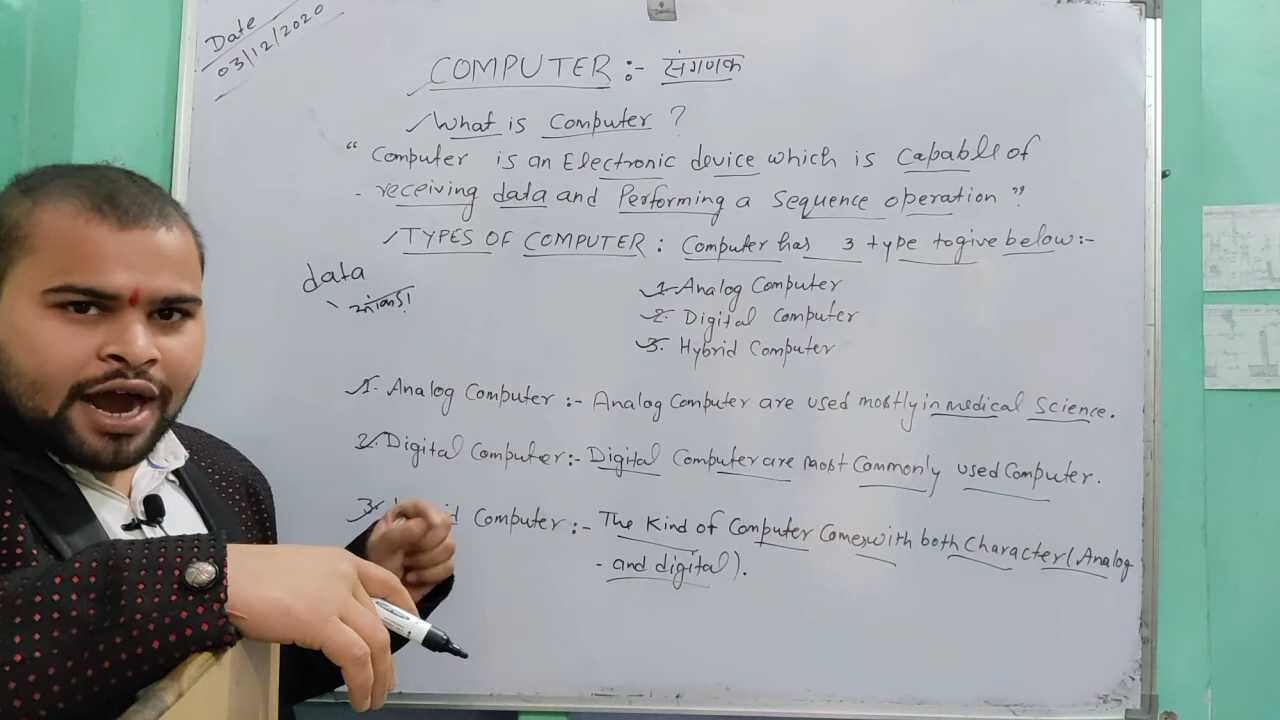 Date
03/12/2020
COMPUTER :- संगणक
What is Computer ?
“ Computer is an Electronic device which is Capable of
- receiving data and Performing a Sequence operation ”?
TYPES OF COMPUTER : Computer has 3 type to give below :-
data
1. Analog Computer
2. Digital Computer
3. Hybrid Computer
1. Analog Computer :- Analog Computer are used mostly in medical Science.
2. Digital Computer :- Digital Computer are most Commonly used Computer.
3. Computer :- The Kind of Computer Comes with both Character (Analog
- and digital).